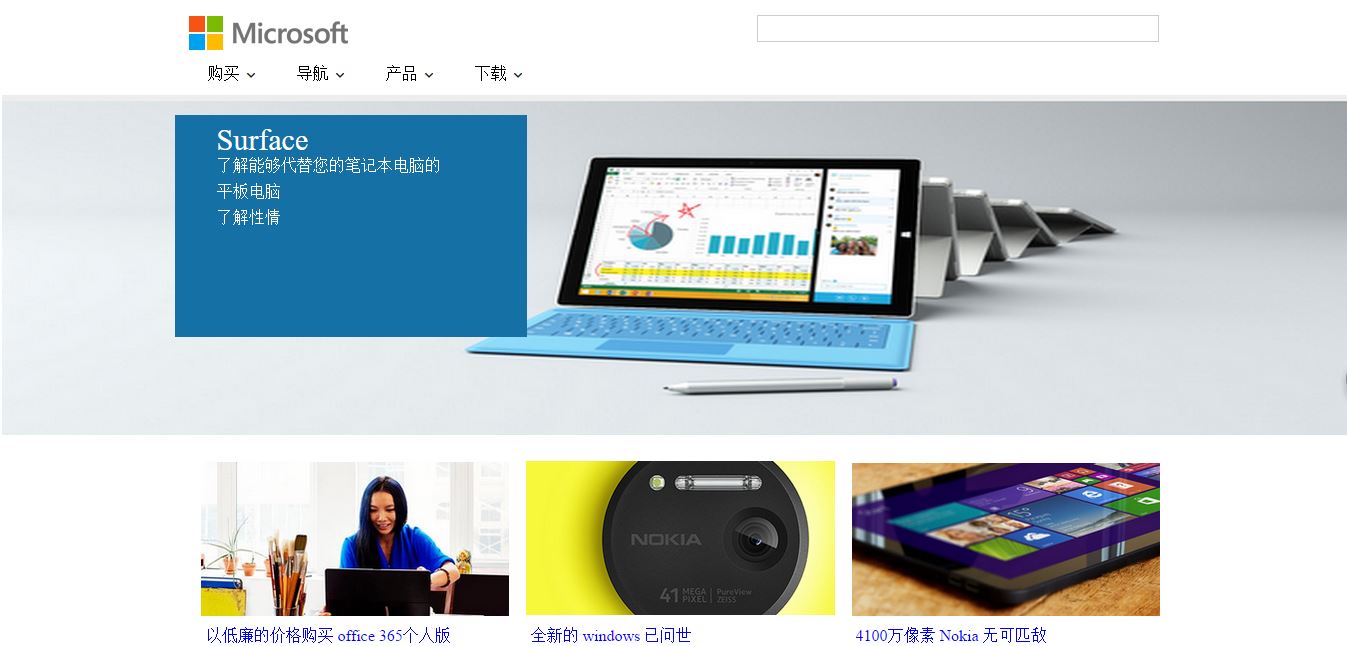 Microsoft
购买 导航 产品 下载
Surface
了解能够代替您的笔记本电脑的
平板电脑
了解性情
NOKIA
41 MEGA PIXEL | PureView ZEISS
以低廉的价格购买 office 365个人版
全新的 windows 已问世
4100万像素 Nokia 无可匹敌